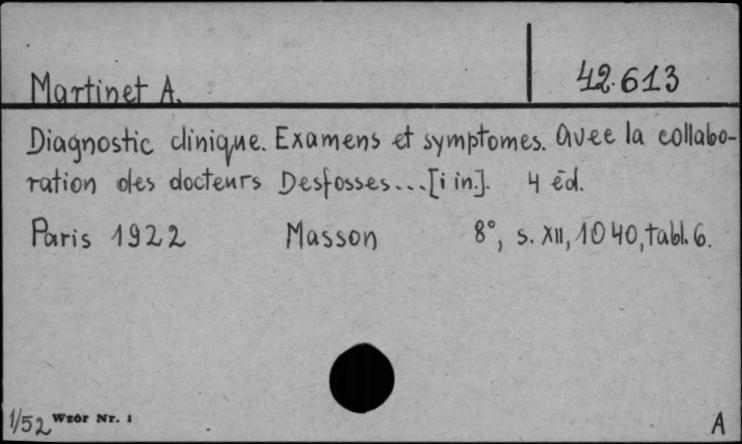 Martinet A. 42.613
Diagnostic clinique. Examens et symptomes. Avec la collabo-
ration des docteurs Desfosses...[i in.]. 4 éd.
Paris 1922 Masson 8°, s. XII, 1040, tabl. 6.
1/52 Wzór Nr. 1 A